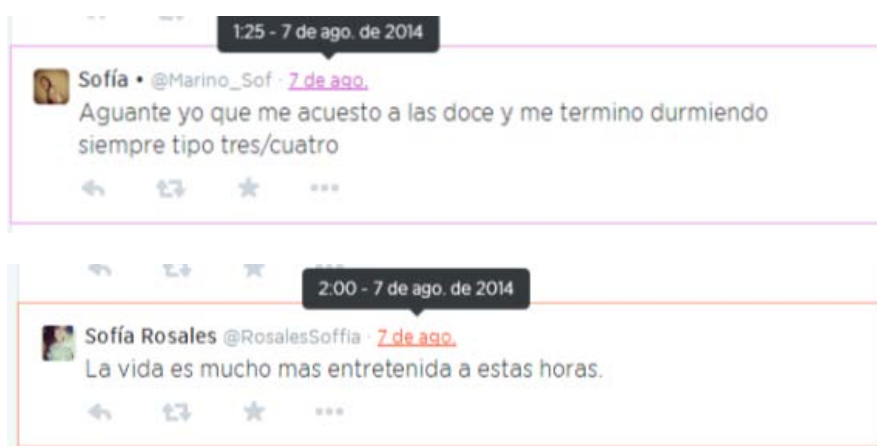 1:25 - 7 de ago. de 2014
Sofía • @Marino_Sof · 7 de ago.
Aguante yo que me acuesto a las doce y me termino durmiendo
siempre tipo tres/cuatro
2:00 - 7 de ago. de 2014
Sofía Rosales @RosalesSoffia · 7 de ago.
La vida es mucho mas entretenida a estas horas.